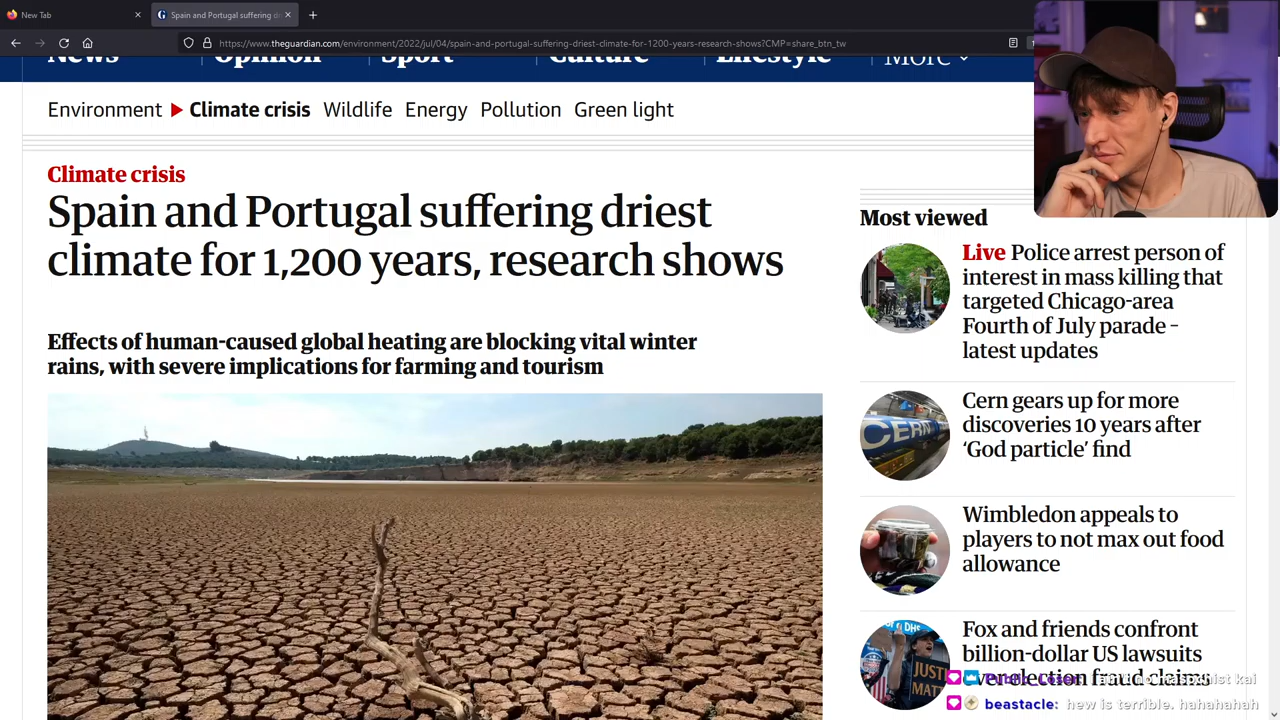 New Tab
Spain and Portugal suffering d
https://www.theguardian.com/environment/2022/jul/04/spain-and-portugal-suffering-driest-climate-for-1200-years-research-shows?CMP=share_btn_tw
News
Opinion
Sport
Culture
Lifestyle
More
Environment
Climate crisis
Wildlife
Energy
Pollution
Green light
Climate crisis
Spain and Portugal suffering driest
climate for 1,200 years, research shows
Effects of human-caused global heating are blocking vital winter
rains, with severe implications for farming and tourism
Most viewed
Live Police arrest person of
interest in mass killing that
targeted Chicago-area
Fourth of July parade –
latest updates
CERN
Cern gears up for more
discoveries 10 years after
‘God particle’ find
Wimbledon appeals to
players to not max out food
allowance
DHS
JUST
MAT
Fox and friends confront
billion-dollar US lawsuits
over election fraud claims
kai
beastacle: hew is terrible. hahahahah